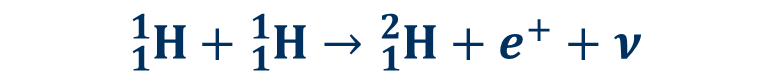 ¹₁H + ¹₁H → ²₁H + e⁺ + ν